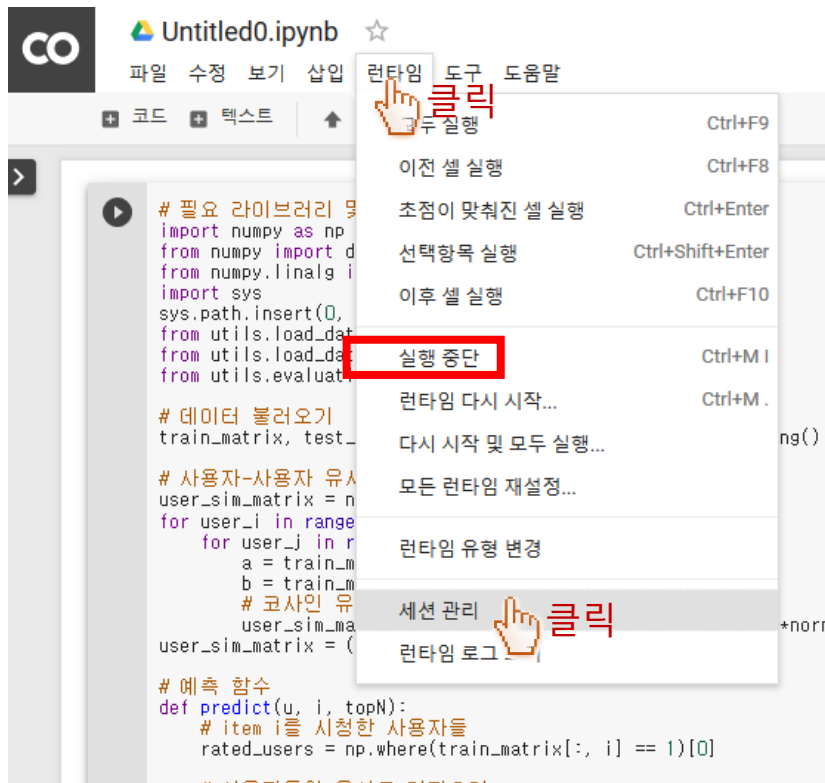 CO
Untitled0.ipynb
파일 수정 보기 삽입 런타임 도구 도움말
코드 텍스트
클릭
모두 실행 Ctrl+F9
이전 셀 실행 Ctrl+F8
초점이 맞춰진 셀 실행 Ctrl+Enter
선택항목 실행 Ctrl+Shift+Enter
이후 셀 실행 Ctrl+F10
실행 중단 Ctrl+M I
런타임 다시 시작... Ctrl+M .
다시 시작 및 모두 실행...
모든 런타임 재설정...
런타임 유형 변경
세션 관리 클릭
런타임 로그
# 필요 라이브러리 및
import numpy as np
from numpy import d
from numpy.linalg i
import sys
sys.path.insert(0,
from utils.load_dat
from utils.load_dat
from utils.evaluati
# 데이터 불러오기
train_matrix, test_ ng()
# 사용자-사용자 유사
user_sim_matrix = n
for user_i in range
for user_j in r
a = train_m
b = train_m
# 코사인 유
user_sim_ma *norm
user_sim_matrix = (
# 예측 함수
def predict(u, i, topN):
# item i를 시청한 사용자들
rated_users = np.where(train_matrix[:, i] == 1)[0]